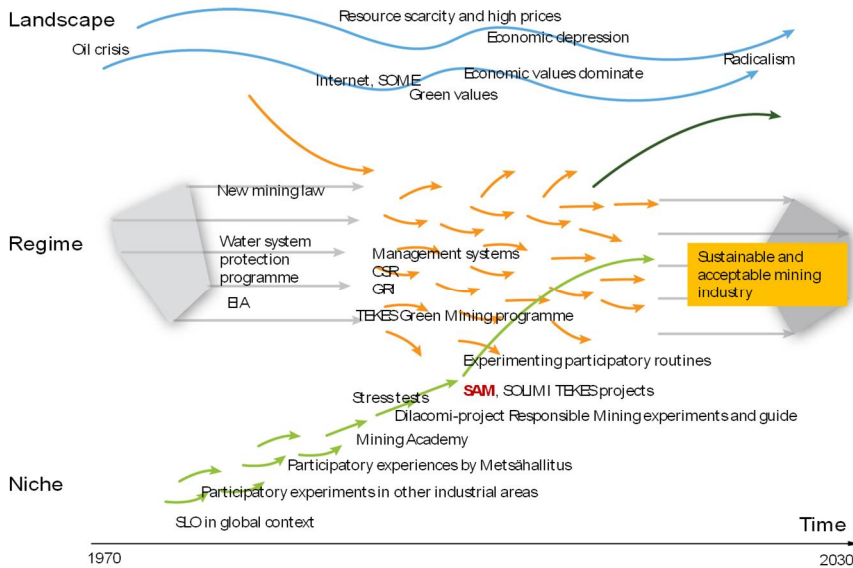 Landscape
Resource scarcity and high prices
Economic depression
Oil crisis
Radicalism
Internet, SOME
Economic values dominate
Green values
New mining law
Regime
Water system
protection
programme
EIA
Management systems
CSR
GRI
TEKES Green Mining programme
Sustainable and
acceptable mining
industry
Experimenting participatory routines
Stress tests
SAM, SOLIMI TEKES projects
Dilacomi-project Responsible Mining experiments and guide
Mining Academy
Participatory experiences by Metsähallitus
Niche
Participatory experiments in other industrial areas
SLO in global context
Time
1970
2030